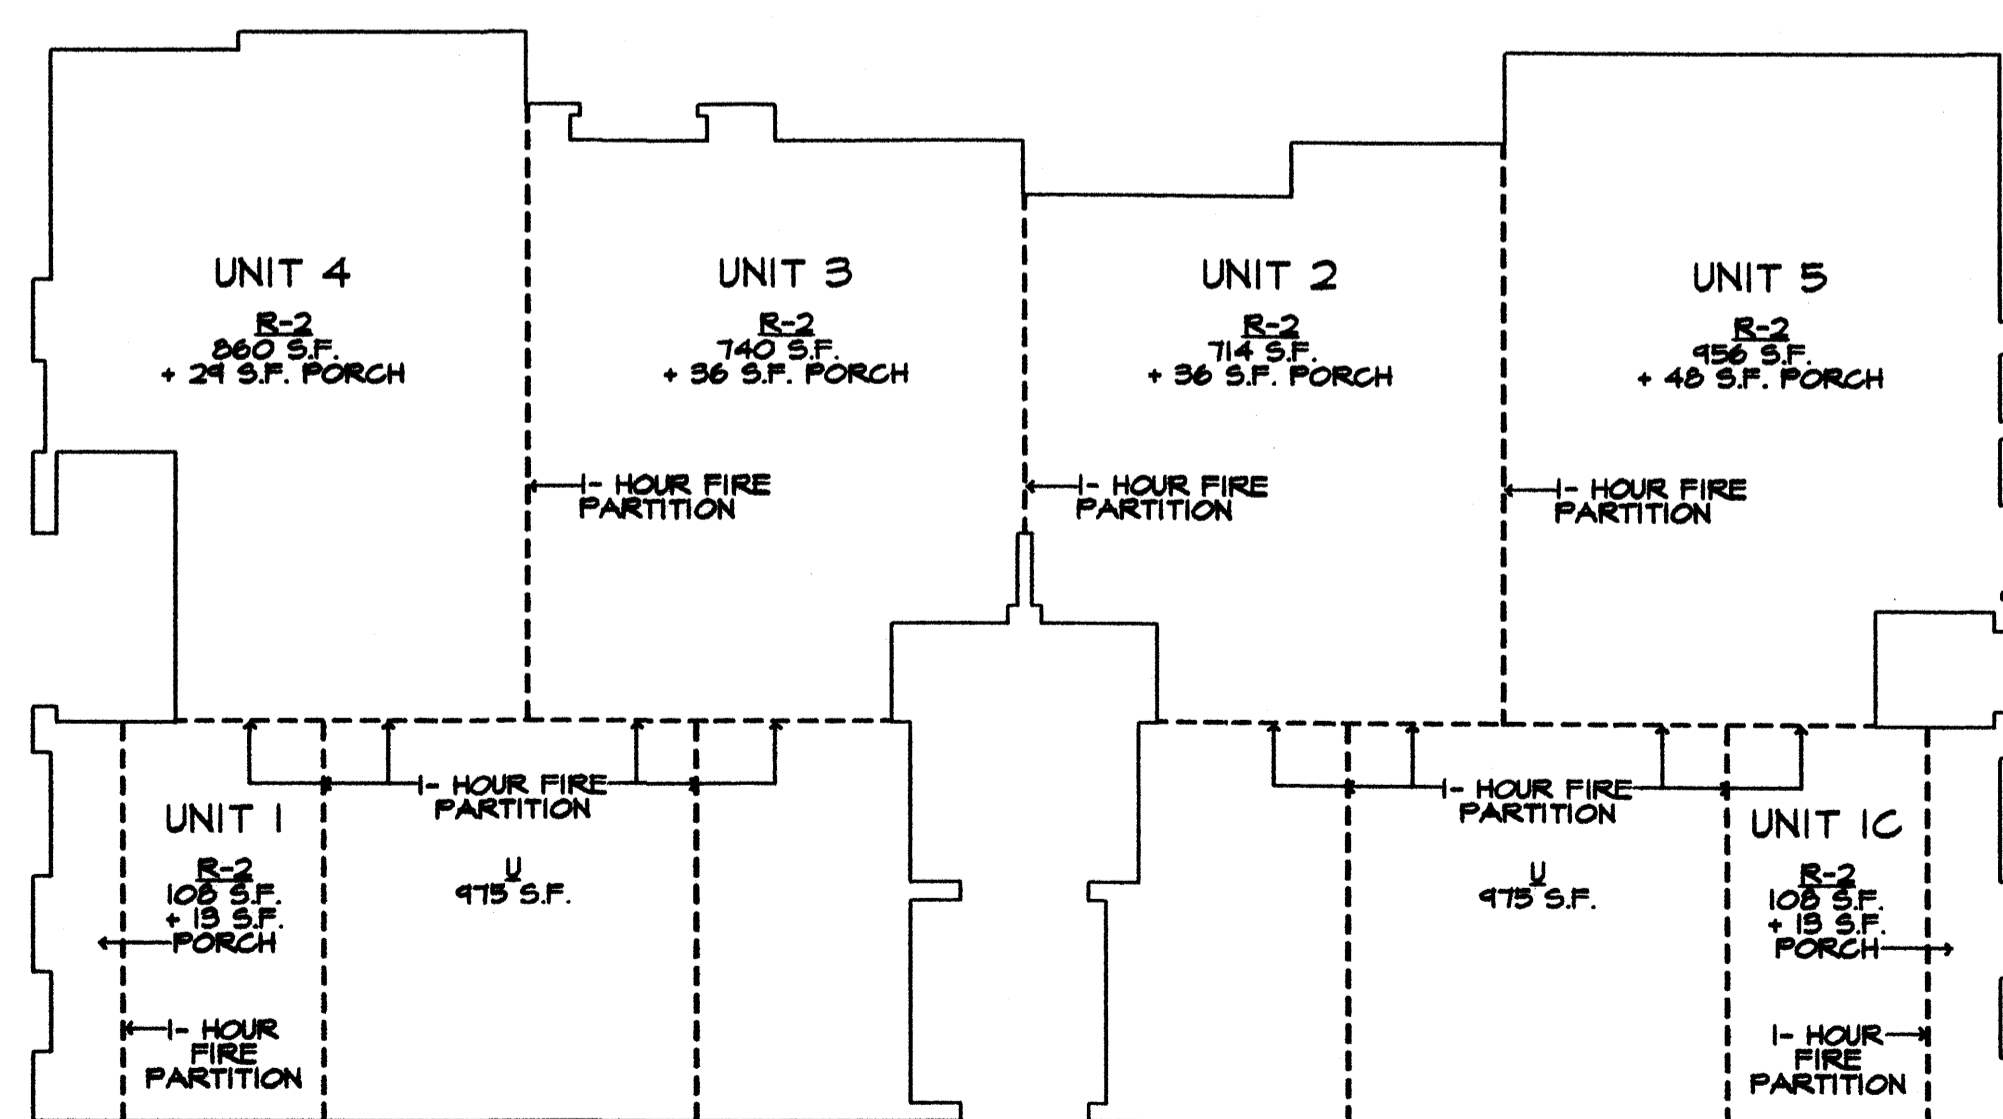 UNIT 4
R-2
860 S.F.
+ 29 S.F. PORCH
UNIT 3
R-2
740 S.F.
+ 36 S.F. PORCH
UNIT 2
R-2
714 S.F.
+ 36 S.F. PORCH
UNIT 5
R-2
956 S.F.
+ 48 S.F. PORCH
1- HOUR FIRE
PARTITION
1- HOUR FIRE
PARTITION
1- HOUR FIRE
PARTITION
1- HOUR FIRE
PARTITION
1- HOUR FIRE
PARTITION
UNIT 1
R-2
108 S.F.
+ 13 S.F.
PORCH
1- HOUR
FIRE
PARTITION
U
975 S.F.
U
975 S.F.
UNIT 1C
R-2
108 S.F.
+ 13 S.F.
PORCH
1- HOUR
FIRE
PARTITION